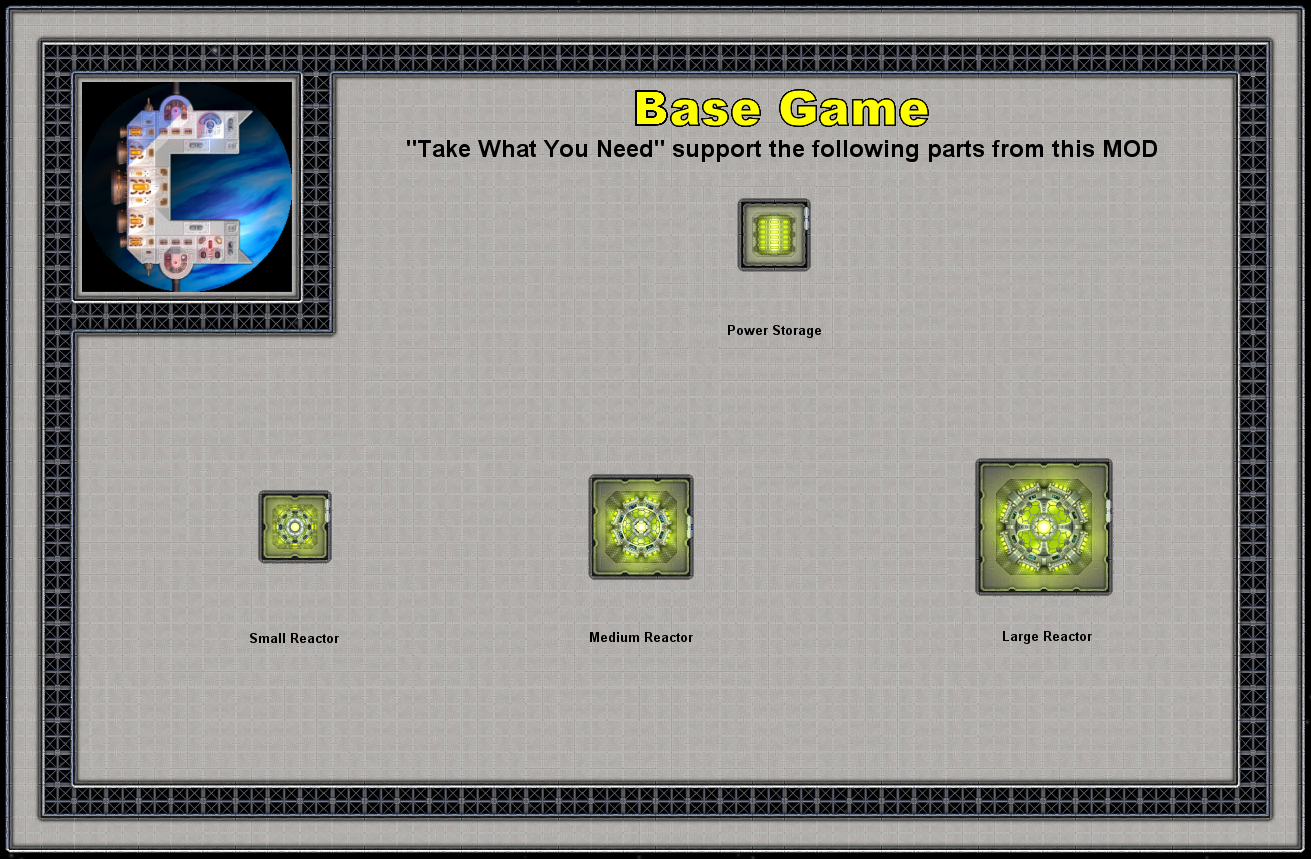 Base Game
"Take What You Need" support the following parts from this MOD
Power Storage
Small Reactor
Medium Reactor
Large Reactor